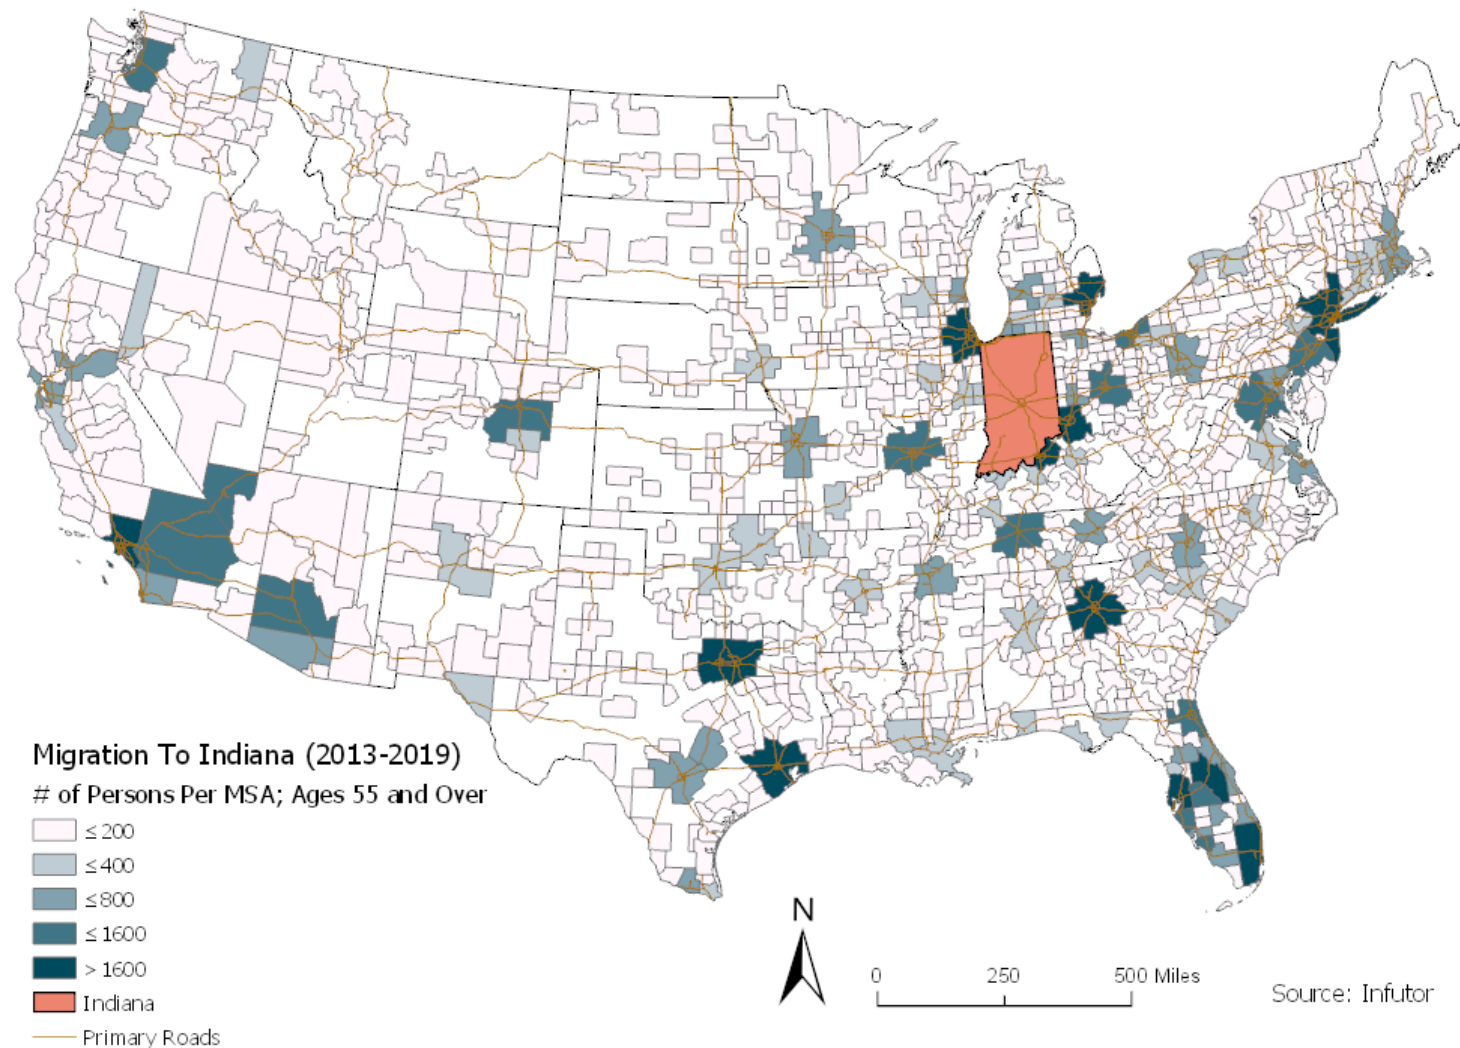 Migration To Indiana (2013-2019)
# of Persons Per MSA; Ages 55 and Over
≤ 200
≤ 400
≤ 800
≤ 1600
> 1600
Indiana
Primary Roads
N
0 250 500 Miles
Source: Infutor